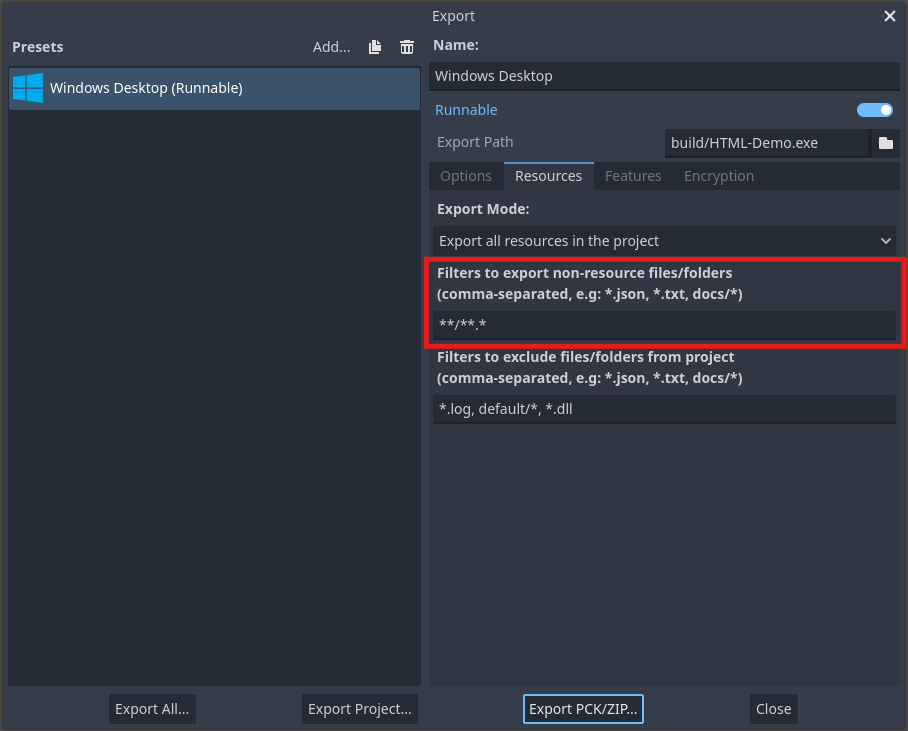 Export
Presets
Add...
Windows Desktop (Runnable)
Name:
Windows Desktop
Runnable
Export Path
build/HTML-Demo.exe
Options Resources Features Encryption
Export Mode:
Export all resources in the project
Filters to export non-resource files/folders
(comma-separated, e.g: *.json, *.txt, docs/*)
**/**.*
Filters to exclude files/folders from project
(comma-separated, e.g: *.json, *.txt, docs/*)
*.log, default/*, *.dll
Export All... Export Project... Export PCK/ZIP... Close